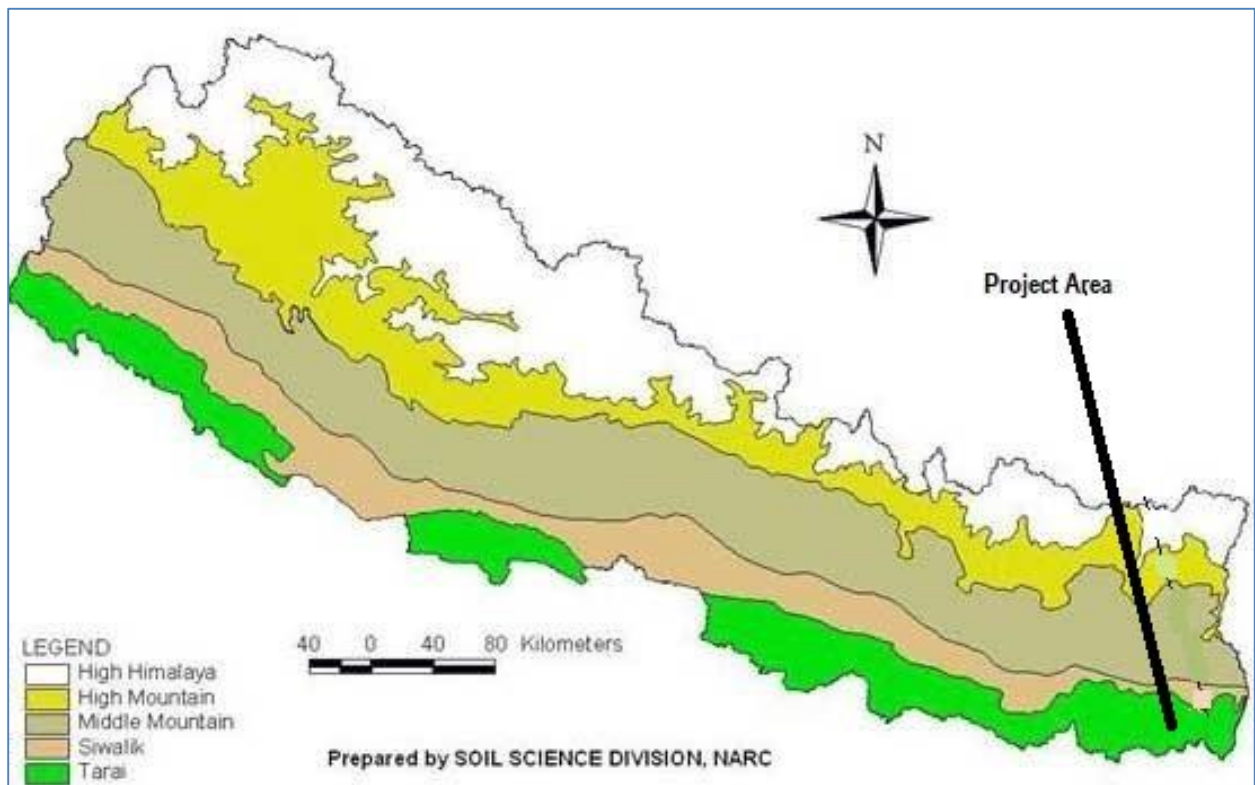 N
Project Area
LEGEND
High Himalaya
High Mountain
Middle Mountain
Siwalik
Tarai
40 0 40 80 Kilometers
Prepared by SOIL SCIENCE DIVISION, NARC